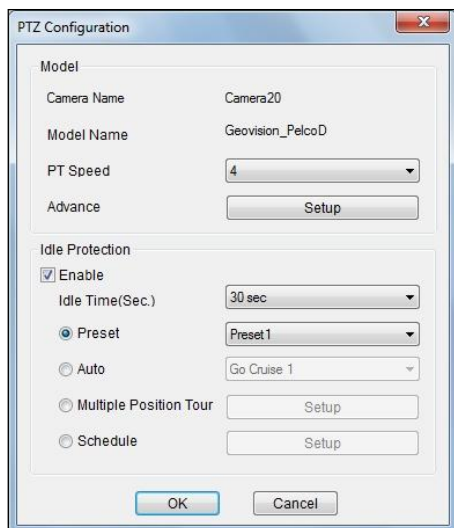 PTZ Configuration
Model
Camera Name Camera20
Model Name Geovision_PelcoD
PT Speed 4
Advance Setup
Idle Protection
Enable
Idle Time(Sec.) 30 sec
Preset Preset1
Auto Go Cruise 1
Multiple Position Tour Setup
Schedule Setup
OK Cancel